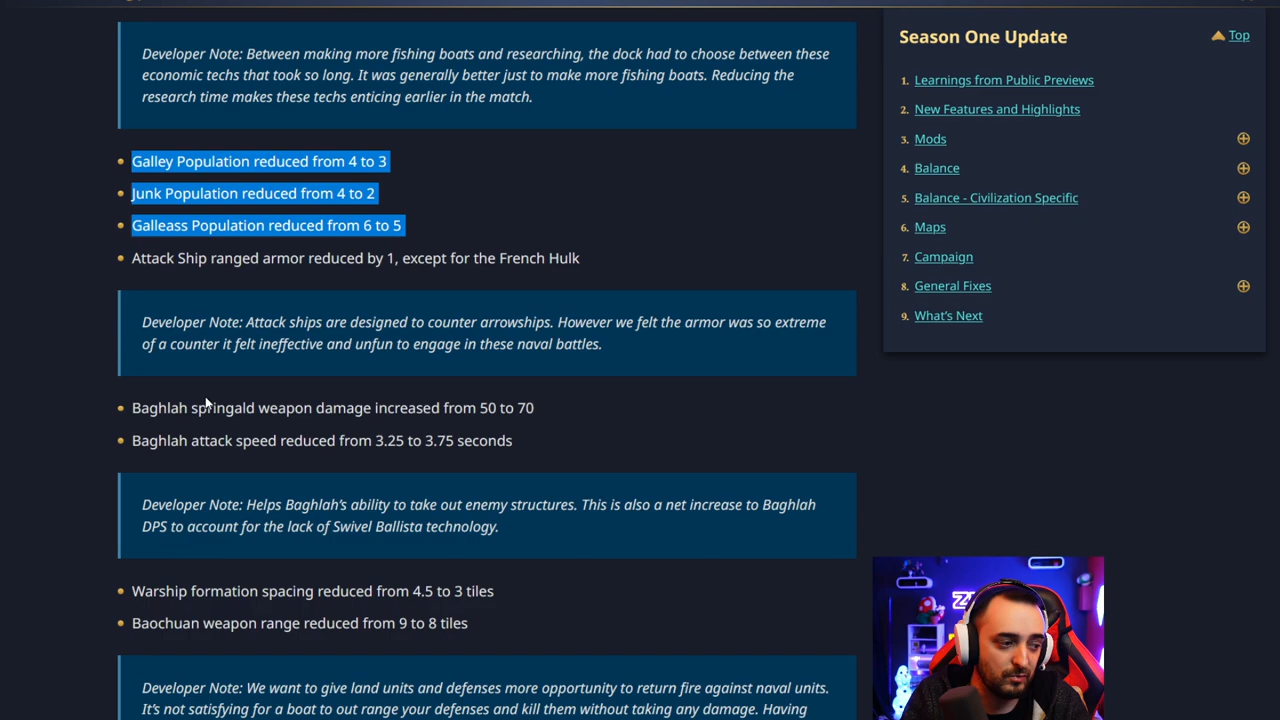 Developer Note: Between making more fishing boats and researching, the dock had to choose between these
economic techs that took so long. It was generally better just to make more fishing boats. Reducing the
research time makes these techs enticing earlier in the match.
Galley Population reduced from 4 to 3
Junk Population reduced from 4 to 2
Galleass Population reduced from 6 to 5
Attack Ship ranged armor reduced by 1, except for the French Hulk
Developer Note: Attack ships are designed to counter arrowships. However we felt the armor was so extreme
of a counter it felt ineffective and unfun to engage in these naval battles.
Baghlah springald weapon damage increased from 50 to 70
Baghlah attack speed reduced from 3.25 to 3.75 seconds
Developer Note: Helps Baghlah's ability to take out enemy structures. This is also a net increase to Baghlah
DPS to account for the lack of Swivel Ballista technology.
Warship formation spacing reduced from 4.5 to 3 tiles
Baochuan weapon range reduced from 9 to 8 tiles
Developer Note: We want to give land units and defenses more opportunity to return fire against naval units.
It's not satisfying for a boat to out range your defenses and kill them without taking any damage. Having
Season One Update
Top
1. Learnings from Public Previews
2. New Features and Highlights
3. Mods
4. Balance
5. Balance - Civilization Specific
6. Maps
7. Campaign
8. General Fixes
9. What's Next